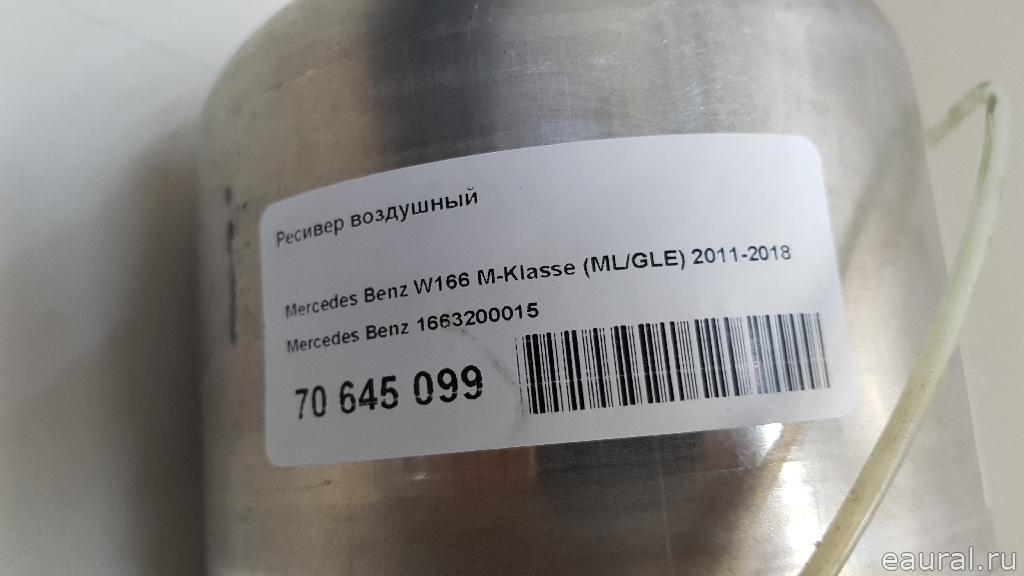 Ресивер воздушный
Mercedes Benz W166 M-Klasse (ML/GLE) 2011-2018
Mercedes Benz 1663200015
70 645 099
eaural.ru